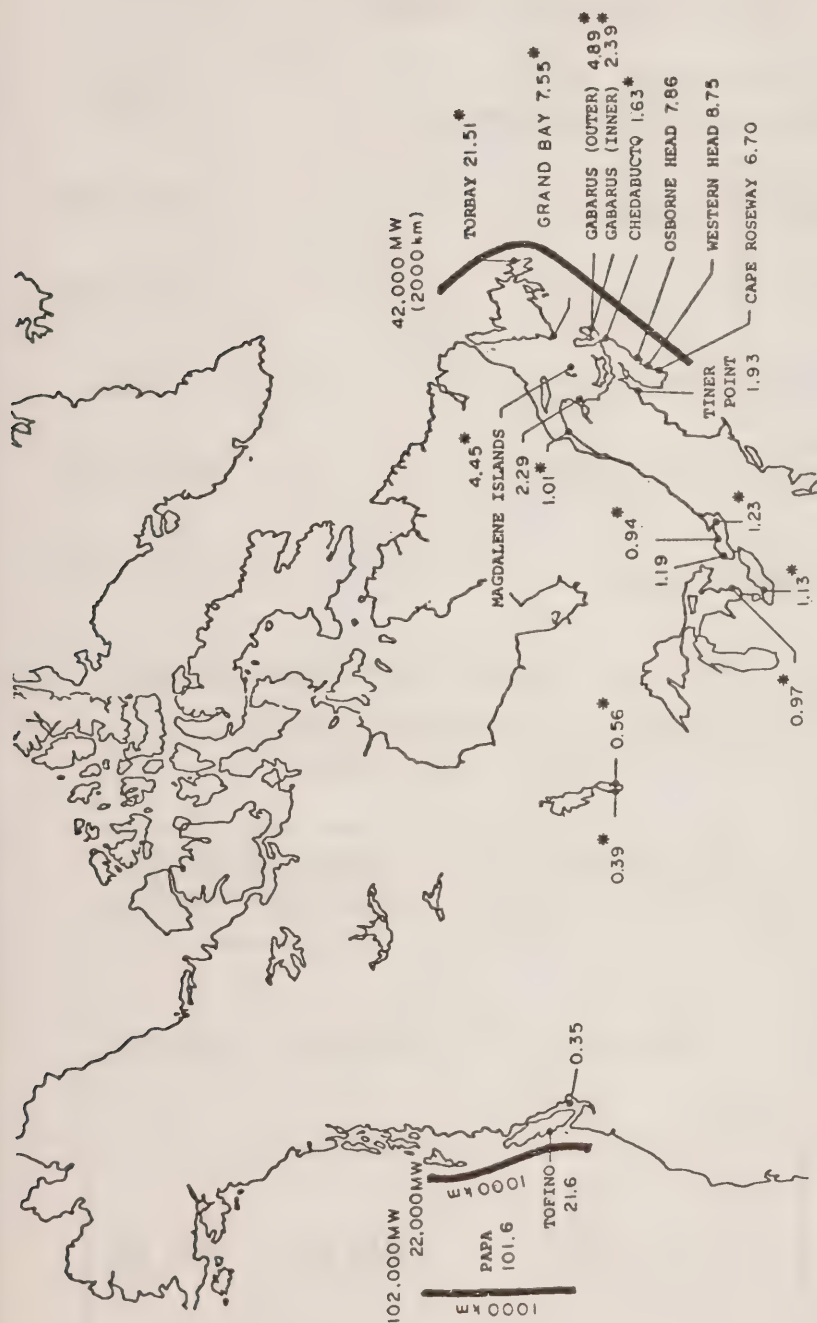 42,000 MW
(2000 km)
TORBAY 21.51*
GRAND BAY 7.55*
GABARUS (OUTER) 4.89*
GABARUS (INNER) 2.39*
CHEDABUCTO 1.63*
OSBORNE HEAD 7.86
WESTERN HEAD 8.75
CAPE ROSEWAY 6.70
TINER
POINT
1.93
4.45*
MAGDALENE ISLANDS
2.29
1.01*
0.94*
1.19
1.23*
1.13*
0.97*
0.56*
0.39*
0.35
102,000MW
22,000MW
1000 km
PAPA
101.6
1000 km
TOFINO
21.6